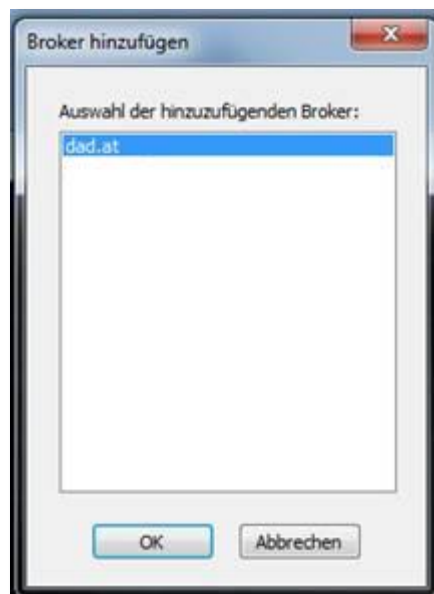 Broker hinzufügen
Auswahl der hinzuzufügenden Broker:
dad.at
OK
Abbrechen